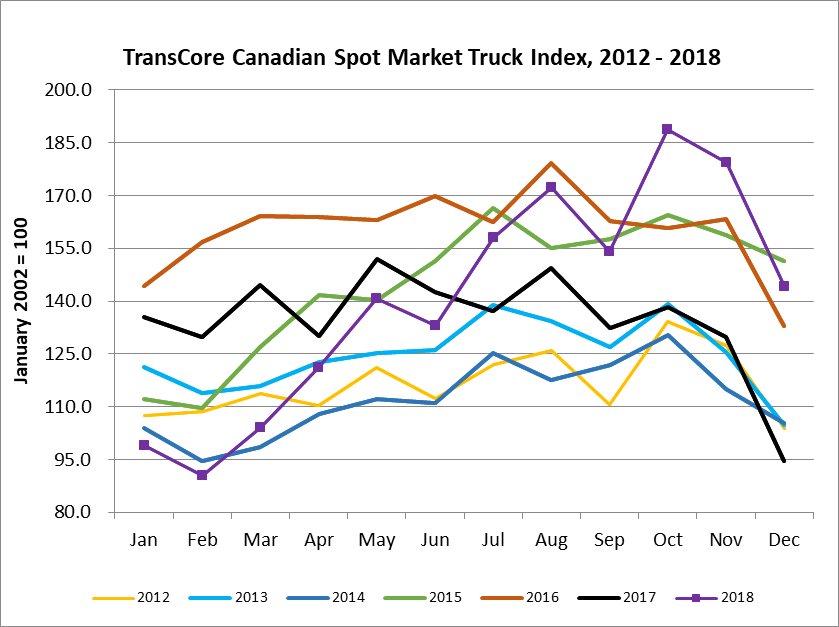 TransCore Canadian Spot Market Truck Index, 2012 - 2018
January 2002 = 100
200.0
185.0
170.0
155.0
140.0
125.0
110.0
95.0
80.0
Jan Feb Mar Apr May Jun Jul Aug Sep Oct Nov Dec
2012 2013 2014 2015 2016 2017 2018